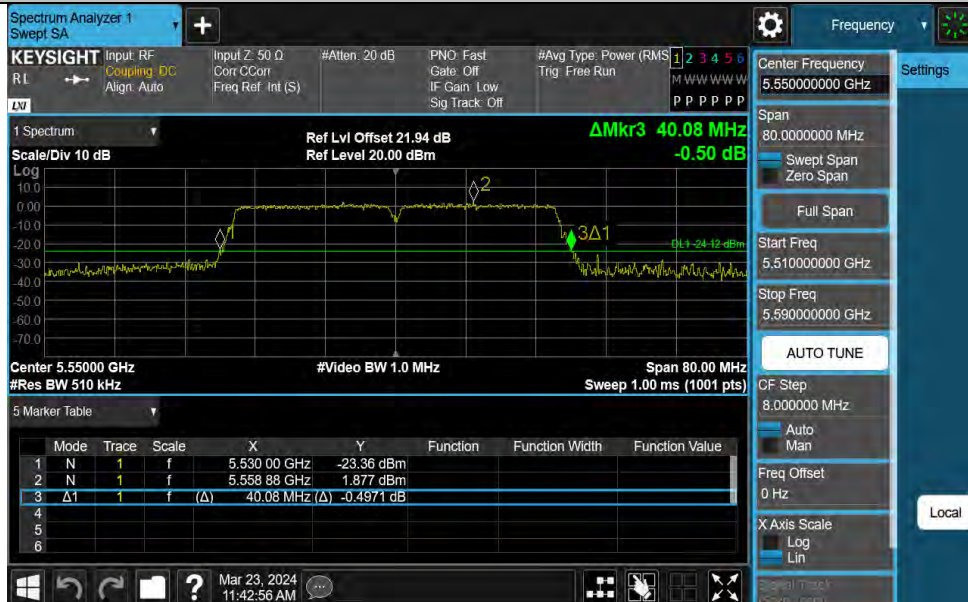 Spectrum Analyzer 1
Swept SA
+
Frequency
KEYSIGHT
RL
LXI
Input: RF
Coupling: DC
Align: Auto
Input Z: 50 Ω
Corr CCorr
Freq Ref: Int (S)
#Atten: 20 dB
PNO: Fast
Gate: Off
IF Gain: Low
Sig Track: Off
#Avg Type: Power (RMS
Trig: Free Run
1 2 3 4 5 6
M W W W W W
P P P P P P
Center Frequency
5.550000000 GHz
Settings
Span
80.0000000 MHz
Swept Span
Zero Span
Full Span
Start Freq
5.510000000 GHz
Stop Freq
5.590000000 GHz
AUTO TUNE
CF Step
8.000000 MHz
Auto
Man
Freq Offset
0 Hz
X Axis Scale
Log
Lin
Local
1 Spectrum
Scale/Div 10 dB
Ref Lvl Offset 21.94 dB
Ref Level 20.00 dBm
ΔMkr3 40.08 MHz
-0.50 dB
Log
10.0
0.00
-10.0
-20.0
-30.0
-40.0
-50.0
-60.0
-70.0
1
2
3Δ1
DL1 -24.12 dBm
Center 5.55000 GHz
#Video BW 1.0 MHz
Span 80.00 MHz
#Res BW 510 kHz
Sweep 1.00 ms (1001 pts)
5 Marker Table
Mode Trace Scale X Y Function Function Width Function Value
1 N 1 f 5.530 00 GHz -23.36 dBm
2 N 1 f 5.558 88 GHz 1.877 dBm
3 Δ1 1 f (Δ) 40.08 MHz (Δ) -0.4971 dB
4
5
6
?
Mar 23, 2024
11:42:56 AM